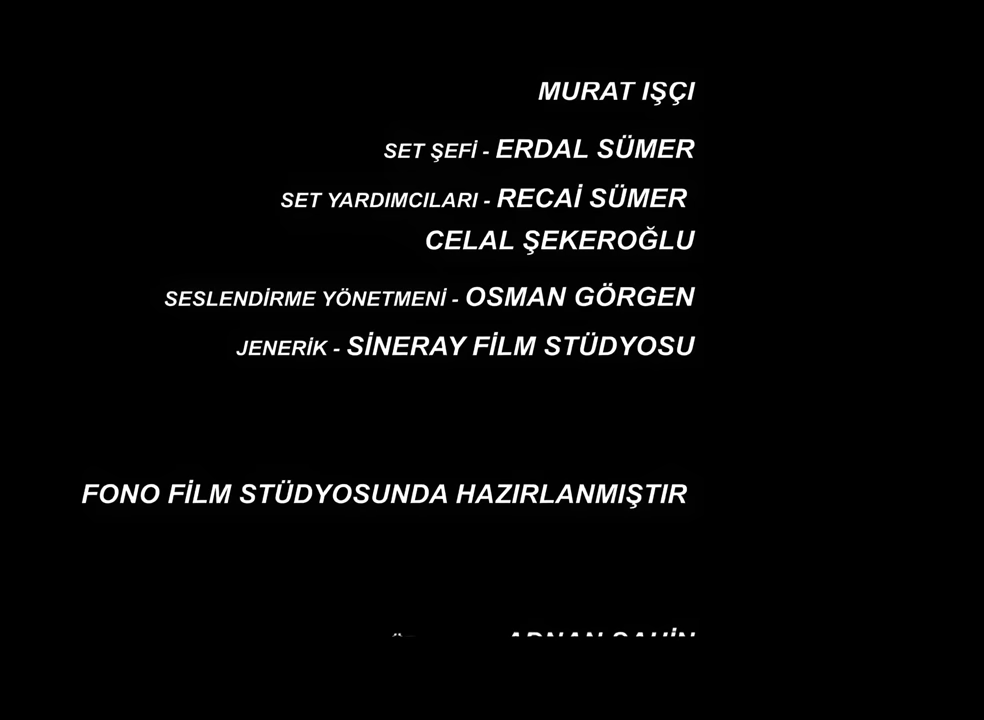 MURAT IŞÇI
SET ŞEFİ - ERDAL SÜMER
SET YARDIMCILARI - RECAİ SÜMER
CELAL ŞEKEROĞLU
SESLENDİRME YÖNETMENİ - OSMAN GÖRGEN
JENERİK - SİNERAY FİLM STÜDYOSU
FONO FİLM STÜDYOSUNDA HAZIRLANMIŞTIR